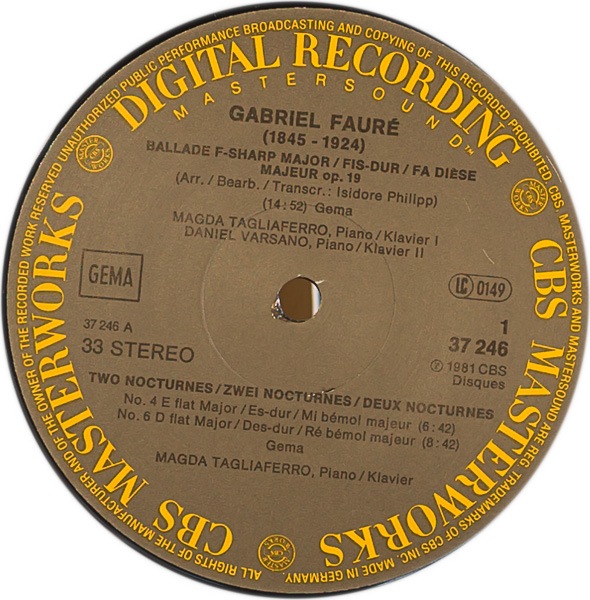 UNAUTHORIZED PUBLIC PERFORMANCE BROADCASTING AND COPYING OF THIS RECORDED PROHIBITED. CBS, MASTERWORKS AND MASTERSOUND ARE REG. TRADEMARKS OF CBS INC. MADE IN GERMANY.
ALL RIGHTS OF THE MANUFACTURER AND OF THE OWNER OF THE RECORDED WORK RESERVED
DIGITAL RECORDING
MASTERSOUND™
CBS MASTERWORKS
CBS MASTERWORKS
GABRIEL FAURÉ
(1845 - 1924)
BALLADE F-SHARP MAJOR / FIS-DUR / FA DIÈSE
MAJEUR op. 19
(Arr. / Bearb. / Transcr.: Isidore Philipp)
(14:52) Gema
MAGDA TAGLIAFERRO, Piano / Klavier I
DANIEL VARSANO, Piano / Klavier II
GEMA
LC 0149
37 246 A
33 STEREO
1
37 246
℗ 1981 CBS
Disques
TWO NOCTURNES / ZWEI NOCTURNES / DEUX NOCTURNES
No. 4 E flat Major / Es-dur / Mi bémol majeur (6:42)
No. 6 D flat Major / Des-dur / Ré bémol majeur (8:42)
Gema
MAGDA TAGLIAFERRO, Piano / Klavier